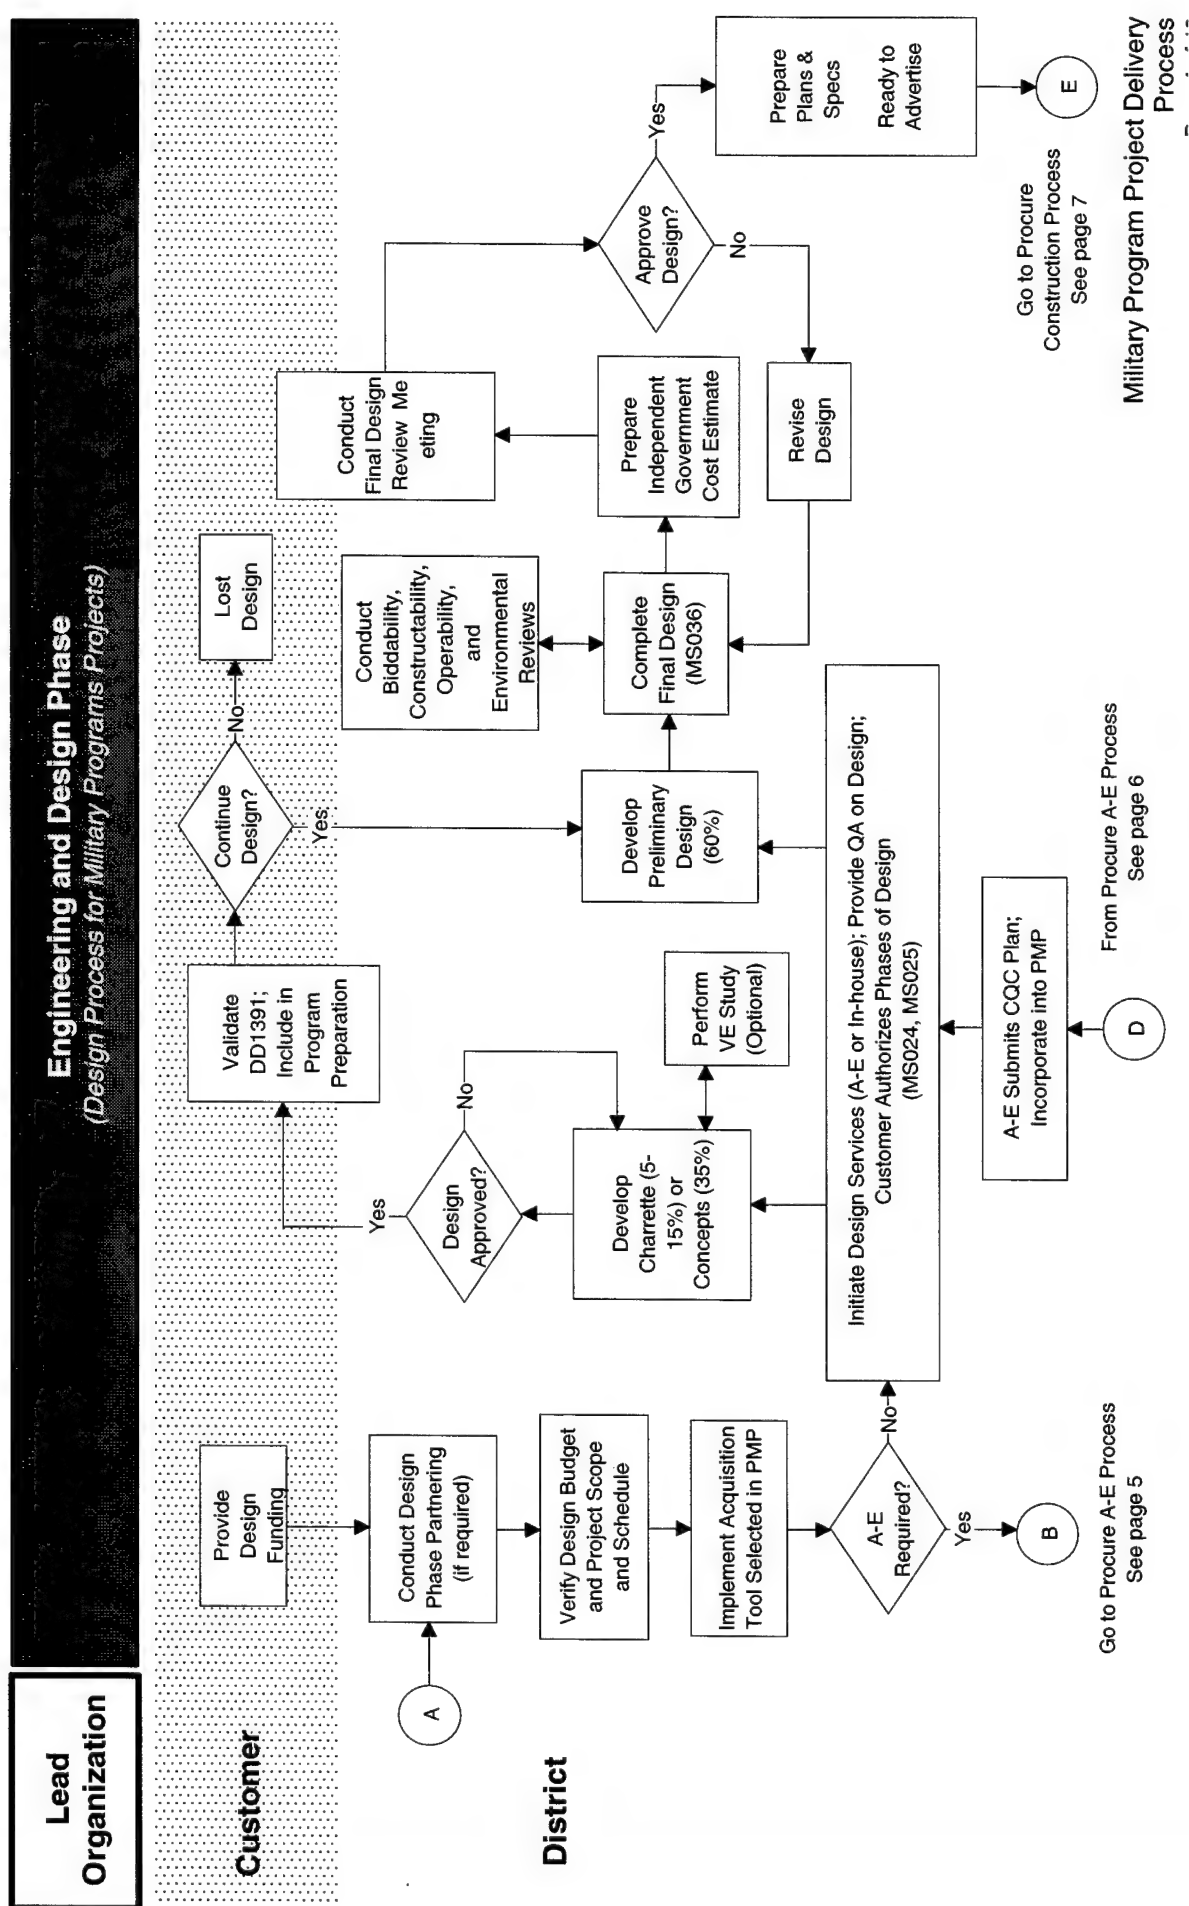 Lead
Organization
Engineering and Design Phase
(Design Process for Military Programs Projects)
Customer
Provide
Design
Funding
Validate
DD1391;
Include in
Program
Preparation
Continue
Design?
No
Yes
Lost
Design
District
A
Conduct Design
Phase Partnering
(if required)
Verify Design Budget
and Project Scope
and Schedule
Implement Acquisition
Tool Selected in PMP
A-E
Required?
No
Yes
B
Go to Procure A-E Process
See page 5
Yes
Design
Approved?
No
Develop
Charrette (5-
15%) or
Concepts (35%)
Perform
VE Study
(Optional)
Initiate Design Services (A-E or In-house); Provide QA on Design;
Customer Authorizes Phases of Design
(MS024, MS025)
A-E Submits CQC Plan;
Incorporate into PMP
D
From Procure A-E Process
See page 6
Develop
Preliminary
Design
(60%)
Conduct
Biddability,
Constructability,
Operability,
and
Environmental
Reviews
Complete
Final Design
(MS036)
Conduct
Final Design
Review Me
eting
Prepare
Independent
Government
Cost Estimate
Revise
Design
Approve
Design?
Yes
No
Prepare
Plans &
Specs
Ready to
Advertise
E
Go to Procure
Construction Process
See page 7
Military Program Project Delivery
Process